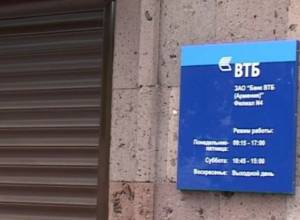 ВТБ
ЗАО "Банк ВТБ
(Армения)"
Филиал N4
Режим работы:
Понедельник-
пятница: 09:15 - 17:00
Суббота: 10:45 - 15:00
Воскресенье: Выходной день